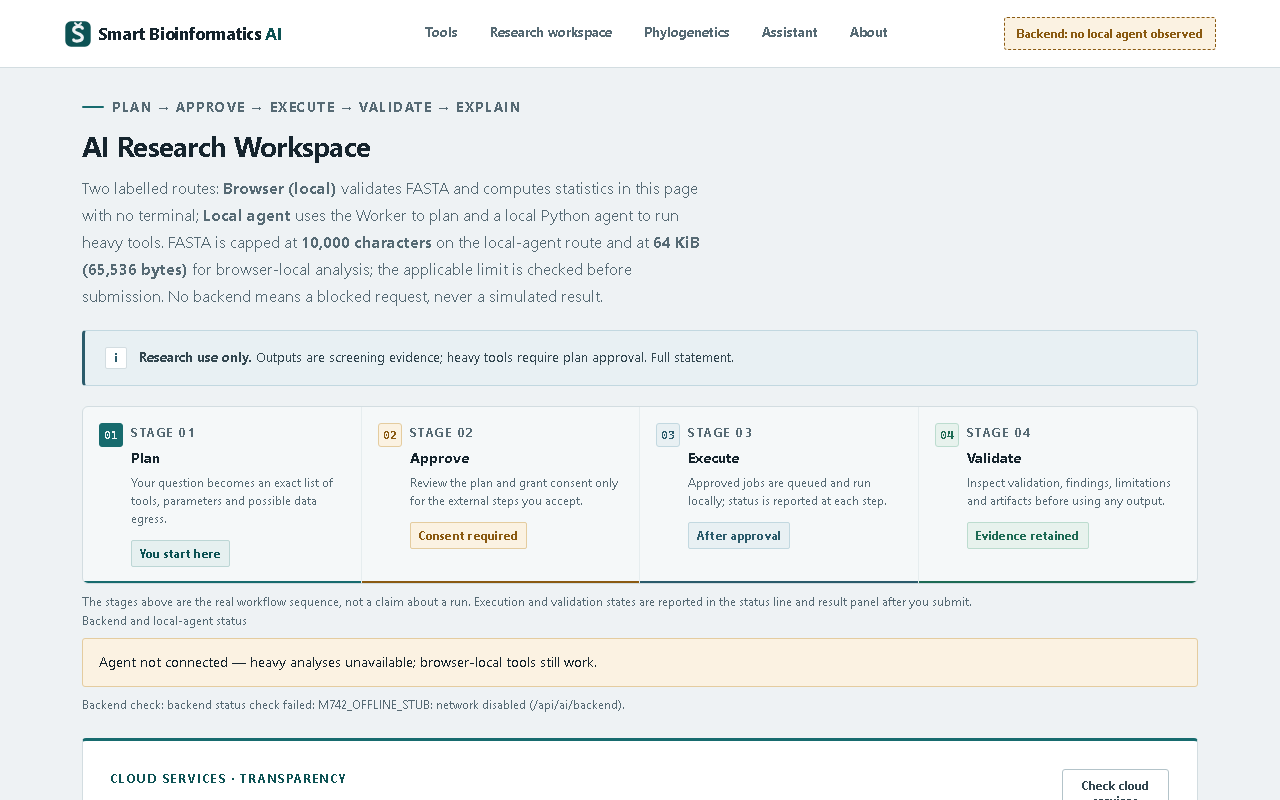 Š Smart Bioinformatics AI
Tools
Research workspace
Phylogenetics
Assistant
About
Backend: no local agent observed
PLAN → APPROVE → EXECUTE → VALIDATE → EXPLAIN
AI Research Workspace
Two labelled routes: Browser (local) validates FASTA and computes statistics in this page
with no terminal; Local agent uses the Worker to plan and a local Python agent to run
heavy tools. FASTA is capped at 10,000 characters on the local-agent route and at 64 KiB
(65,536 bytes) for browser-local analysis; the applicable limit is checked before
submission. No backend means a blocked request, never a simulated result.
i Research use only. Outputs are screening evidence; heavy tools require plan approval. Full statement.
01 STAGE 01
Plan
Your question becomes an exact list of
tools, parameters and possible data
egress.
You start here
02 STAGE 02
Approve
Review the plan and grant consent only
for the external steps you accept.
Consent required
03 STAGE 03
Execute
Approved jobs are queued and run
locally; status is reported at each step.
After approval
04 STAGE 04
Validate
Inspect validation, findings, limitations
and artifacts before using any output.
Evidence retained
The stages above are the real workflow sequence, not a claim about a run. Execution and validation states are reported in the status line and result panel after you submit.
Backend and local-agent status
Agent not connected — heavy analyses unavailable; browser-local tools still work.
Backend check: backend status check failed: M742_OFFLINE_STUB: network disabled (/api/ai/backend).
CLOUD SERVICES · TRANSPARENCY
Check cloud
services